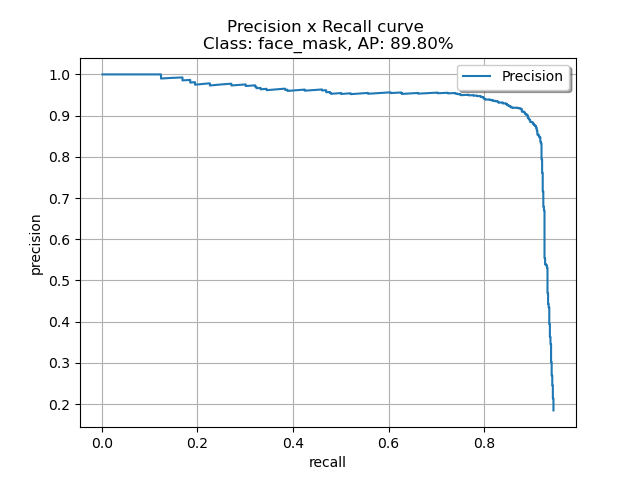 Precision x Recall curve
Class: face_mask, AP: 89.80%
Precision
1.0
0.9
0.8
0.7
0.6
0.5
0.4
0.3
0.2
precision
0.0 0.2 0.4 0.6 0.8
recall